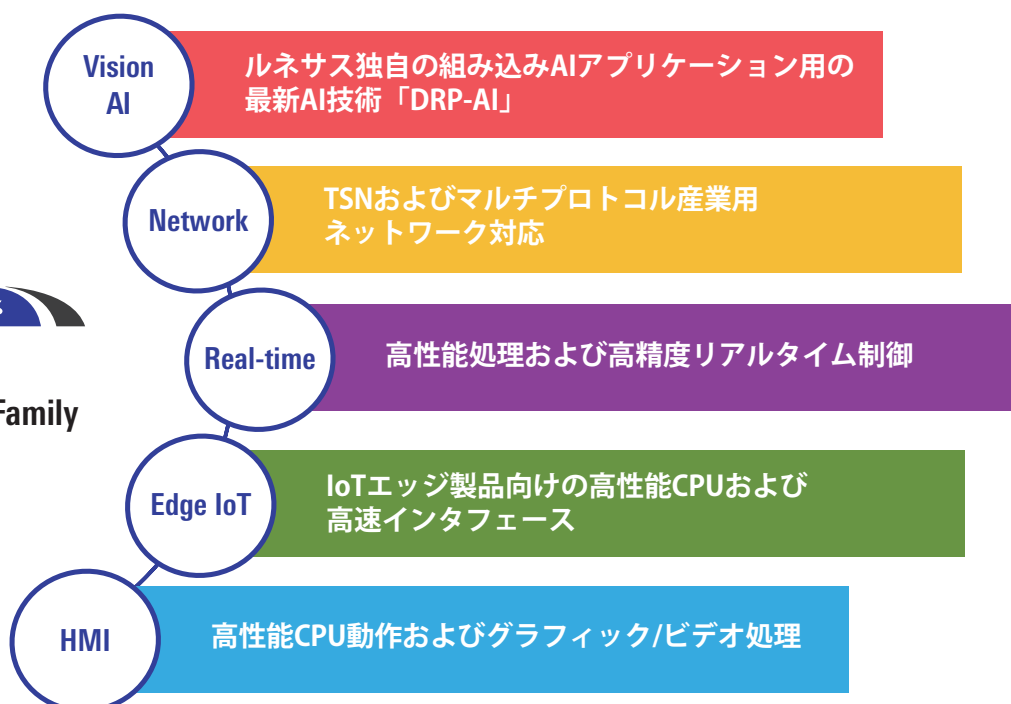 Vision
AI
ルネサス独自の組み込みAIアプリケーション用の
最新AI技術「DRP-AI」
Network
TSNおよびマルチプロトコル産業用
ネットワーク対応
Real-time
高性能処理および高精度リアルタイム制御
Family
Edge IoT
IoTエッジ製品向けの高性能CPUおよび
高速インタフェース
HMI
高性能CPU動作およびグラフィック/ビデオ処理